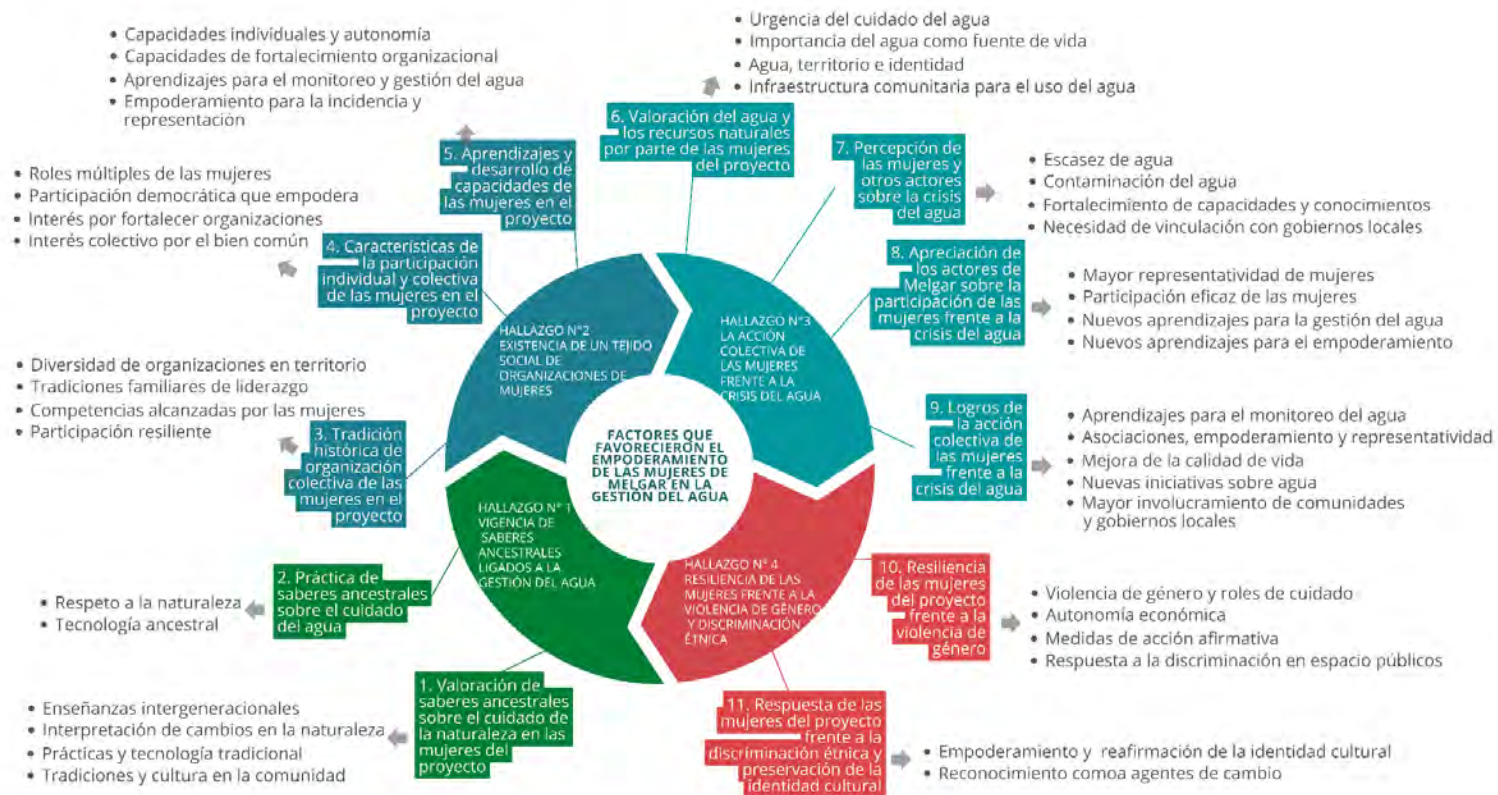 • Capacidades individuales y autonomía
• Capacidades de fortalecimiento organizacional
• Aprendizajes para el monitoreo y gestión del agua
• Empoderamiento para la incidencia y
representación
• Urgencia del cuidado del agua
• Importancia del agua como fuente de vida
• Agua, territorio e identidad
• Infraestructura comunitaria para el uso del agua
5. Aprendizajes y
desarrollo de
capacidades de
las mujeres en el
proyecto
6. Valoración del agua y
los recursos naturales
por parte de las mujeres
del proyecto
7. Percepción de
las mujeres y
otros actores
sobre la crisis
del agua
• Escasez de agua
• Contaminación del agua
• Fortalecimiento de capacidades y conocimientos
• Necesidad de vinculación con gobiernos locales
• Roles múltiples de las mujeres
• Participación democrática que empodera
• Interés por fortalecer organizaciones
• Interés colectivo por el bien común
4. Características de
la participación
individual y colectiva
de las mujeres en el
proyecto
8. Apreciación de
los actores de
Melgar sobre la
participación de las
mujeres frente a la
crisis del agua
• Mayor representatividad de mujeres
• Participación eficaz de las mujeres
• Nuevos aprendizajes para la gestión del agua
• Nuevos aprendizajes para el empoderamiento
HALLAZGO N°2
EXISTENCIA DE UN TEJIDO
SOCIAL DE
ORGANIZACIONES DE
MUJERES
HALLAZGO N°3
LA ACCIÓN
COLECTIVA DE
LAS MUJERES
FRENTE A LA
CRISIS DEL AGUA
• Diversidad de organizaciones en territorio
• Tradiciones familiares de liderazgo
• Competencias alcanzadas por las mujeres
• Participación resiliente
3. Tradición
histórica de
organización
colectiva de las
mujeres en el
proyecto
FACTORES QUE
FAVORECIERON EL
EMPODERAMIENTO
DE LAS MUJERES DE
MELGAR EN LA
GESTIÓN DEL AGUA
9. Logros de
la acción
colectiva de
las mujeres
frente a la
crisis del agua
• Aprendizajes para el monitoreo del agua
• Asociaciones, empoderamiento y representatividad
• Mejora de la calidad de vida
• Nuevas iniciativas sobre agua
• Mayor involucramiento de comunidades
y gobiernos locales
HALLAZGO N° 1
VIGENCIA DE
SABERES
ANCESTRALES
LIGADOS A LA
GESTIÓN DEL AGUA
HALLAZGO N° 4
RESILIENCIA DE LAS
MUJERES FRENTE A LA
VIOLENCIA DE GÉNERO
Y DISCRIMINACIÓN
ÉTNICA
2. Práctica de
saberes ancestrales
sobre el cuidado
del agua
• Respeto a la naturaleza
• Tecnología ancestral
10. Resiliencia
de las mujeres
del proyecto
frente a la
violencia de
género
• Violencia de género y roles de cuidado
• Autonomía económica
• Medidas de acción afirmativa
• Respuesta a la discriminación en espacio públicos
1. Valoración de
saberes ancestrales
sobre el cuidado de
la naturaleza en las
mujeres del
proyecto
• Enseñanzas intergeneracionales
• Interpretación de cambios en la naturaleza
• Prácticas y tecnología tradicional
• Tradiciones y cultura en la comunidad
11. Respuesta de las
mujeres del proyecto
frente a la
discriminación étnica y
preservación de la
identidad cultural
• Empoderamiento y reafirmación de la identidad cultural
• Reconocimiento comoa agentes de cambio